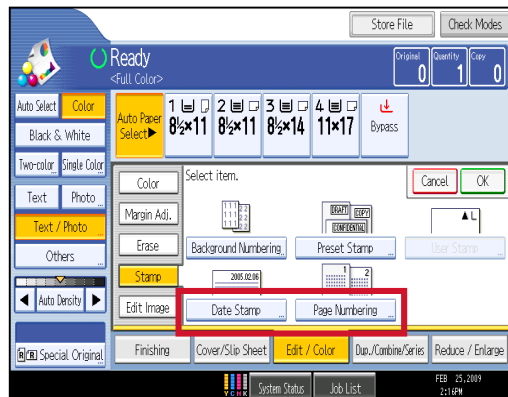 Store File
Check Modes
Ready
<Full Color>
Original
0
Quantity
1
Copy
0
Auto Select
Color
Black & White
Two-color
Single Color
Text
Photo
Text / Photo
Others
Auto Density
Special Original
Auto Paper
Select▶
1
8½×11
2
8½×11
3
8½×14
4
11×17
Bypass
Color
Margin Adj.
Erase
Stamp
Edit Image
Select item.
Cancel
OK
Background Numbering
DRAFT
COPY
CONFIDENTIAL
Preset Stamp
User Stamp
2005.02.06
Date Stamp
1
2
Page Numbering
Finishing
Cover/Slip Sheet
Edit / Color
Dup./Combine/Series
Reduce / Enlarge
Y C M K
System Status
Job List
FEB 25,2009
2:16PM